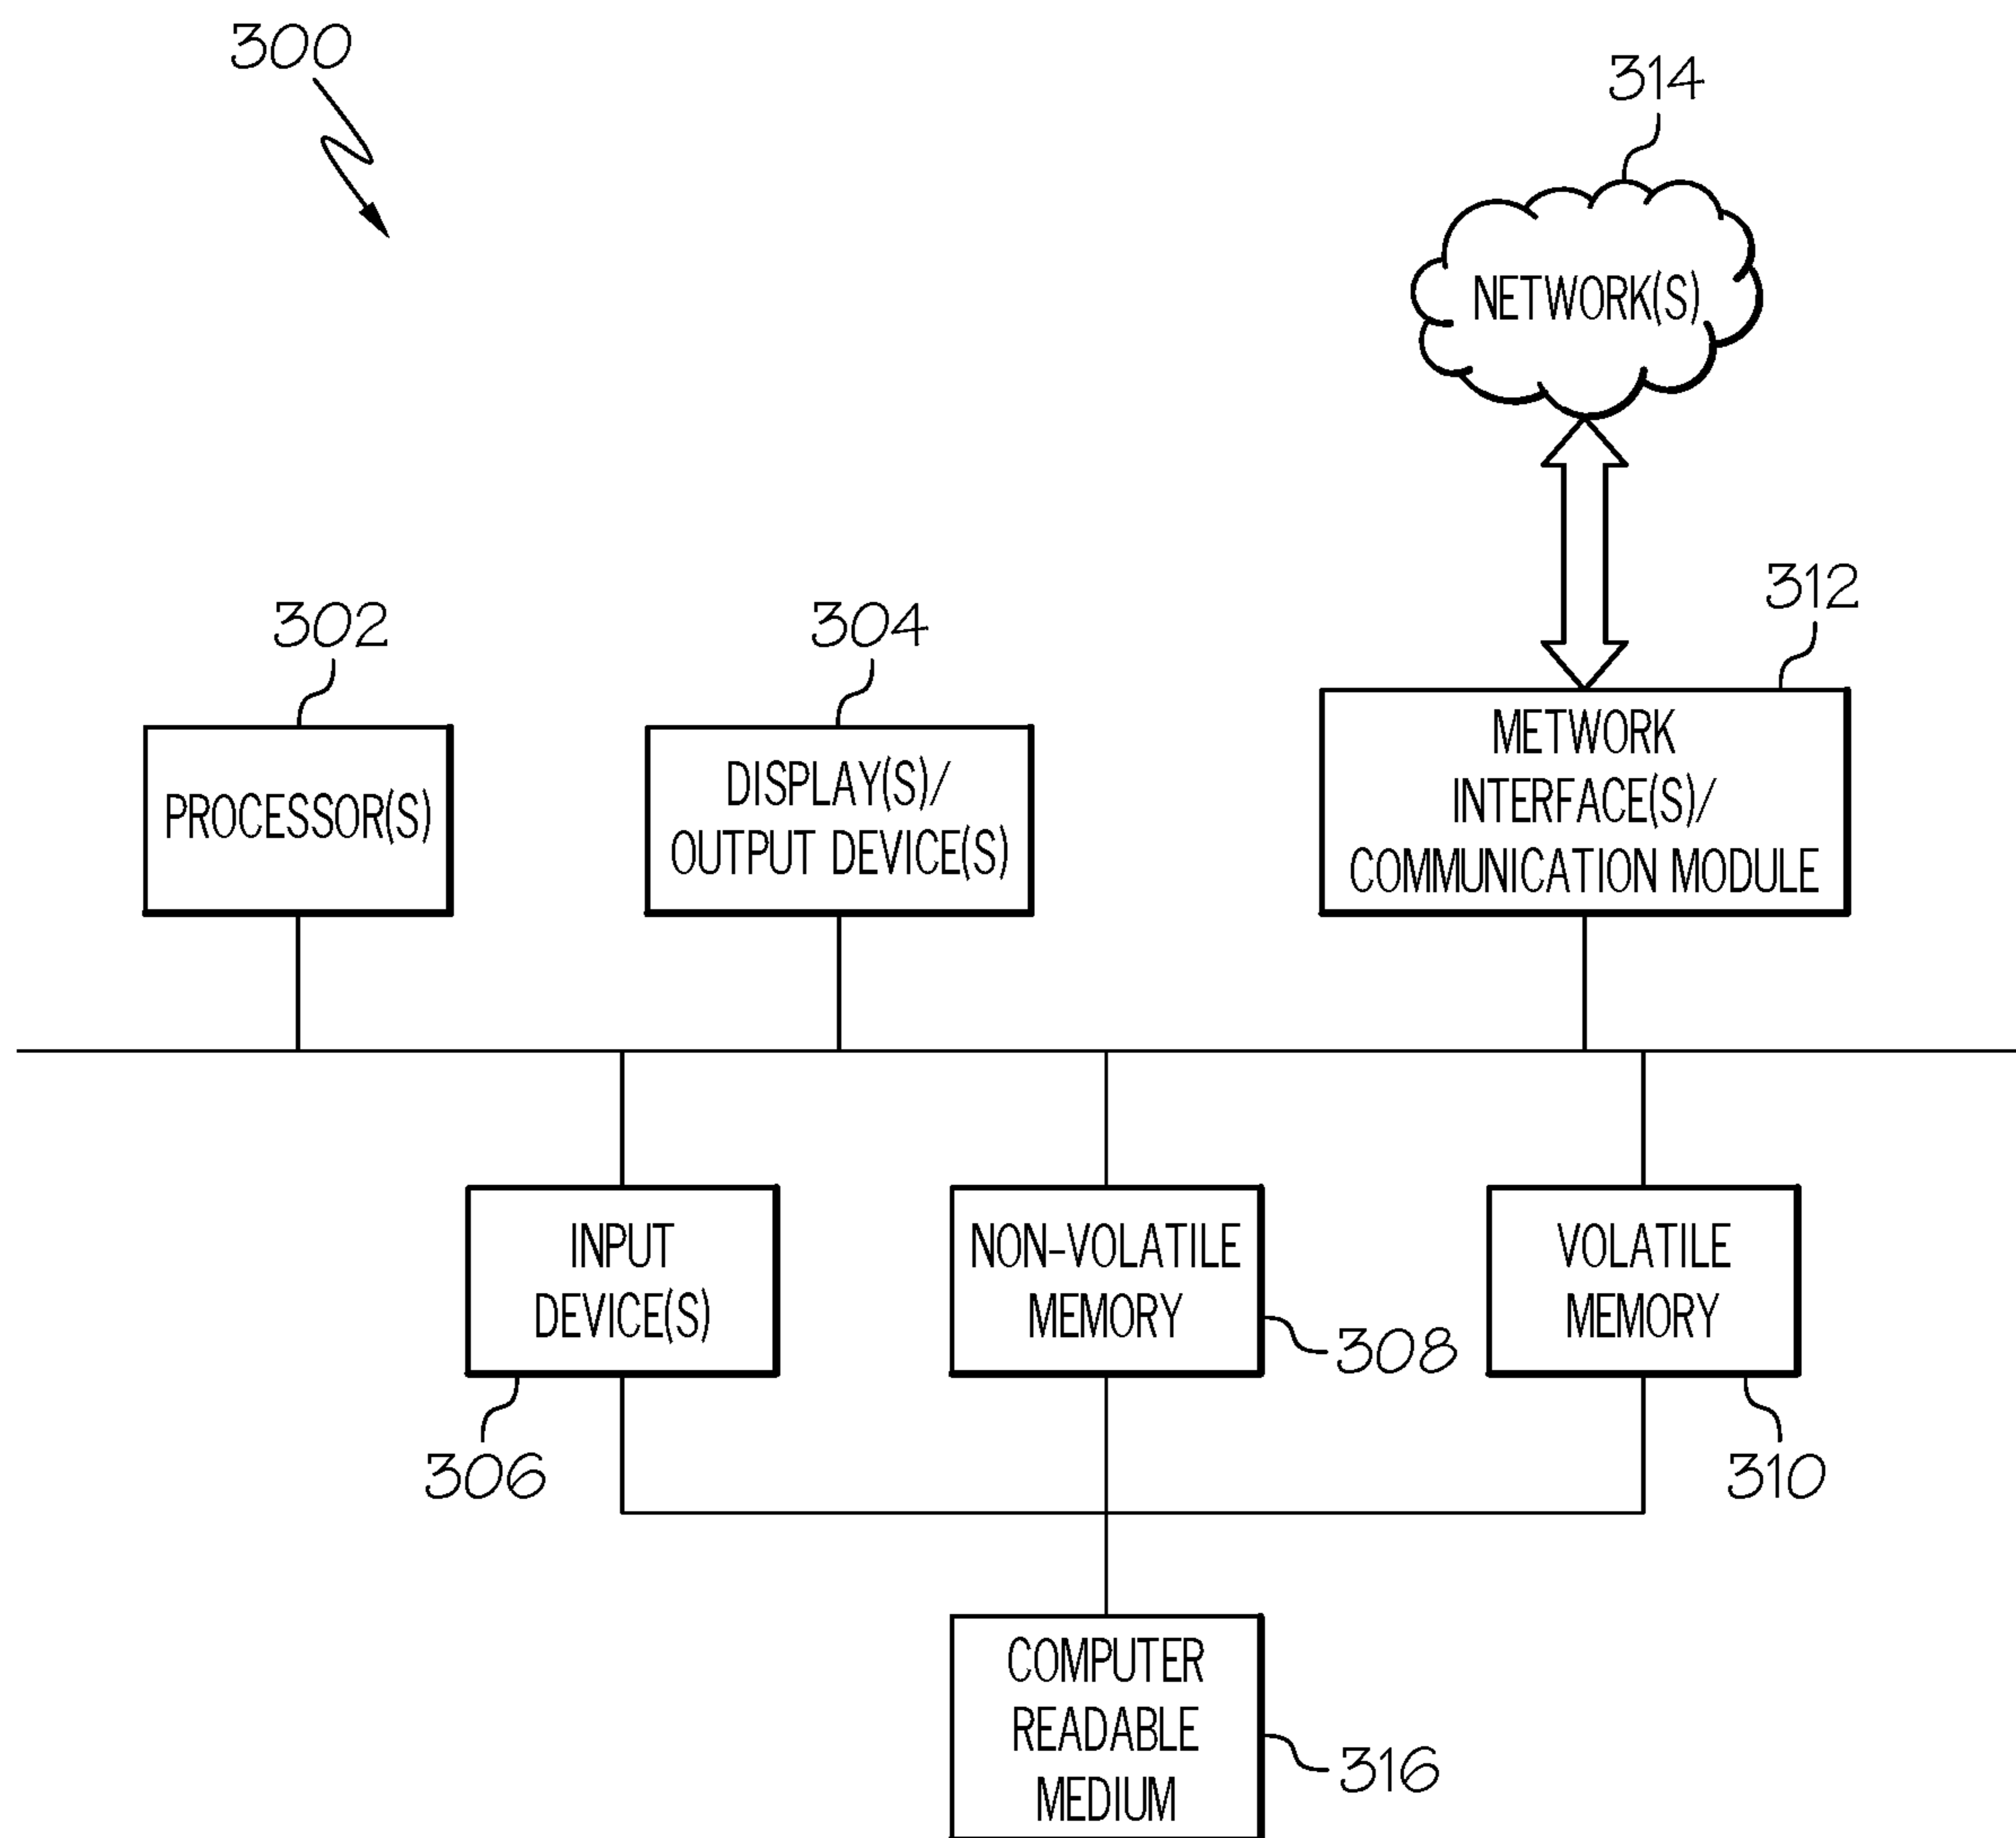 300
314
NETWORK(S)
312
302
304
METWORK
INTERFACE(S)/
COMMUNICATION MODULE
PROCESSOR(S)
DISPLAY(S)/
OUTPUT DEVICE(S)
INPUT
DEVICE(S)
NON-VOLATILE
MEMORY
VOLATILE
MEMORY
308
306
310
COMPUTER
READABLE
MEDIUM
316